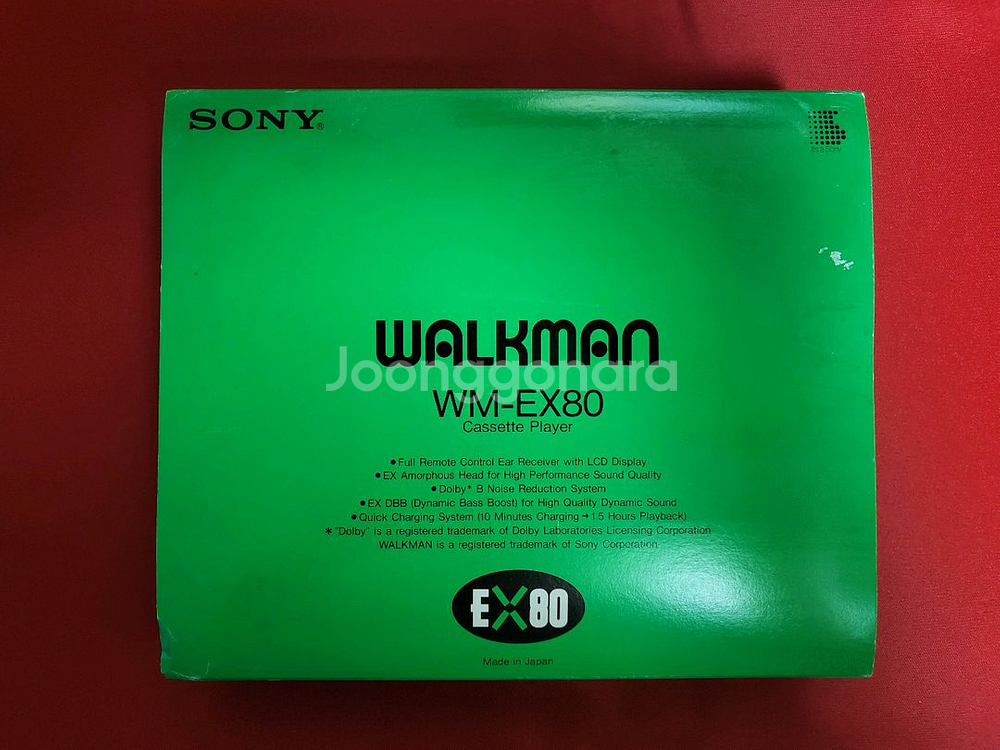 SONY®
It's a Sony
WALKMAN
Joonggonara
WM-EX80
Cassette Player
●Full Remote Control Ear Receiver with LCD Display
●EX Amorphous Head for High Performance Sound Quality
●Dolby* B Noise Reduction System
●EX DBB (Dynamic Bass Boost) for High Quality Dynamic Sound
●Quick Charging System (10 Minutes Charging → 1.5 Hours Playback)
*"Dolby" is a registered trademark of Dolby Laboratories Licensing Corporation
WALKMAN is a registered trademark of Sony Corporation
EX80
Made in Japan